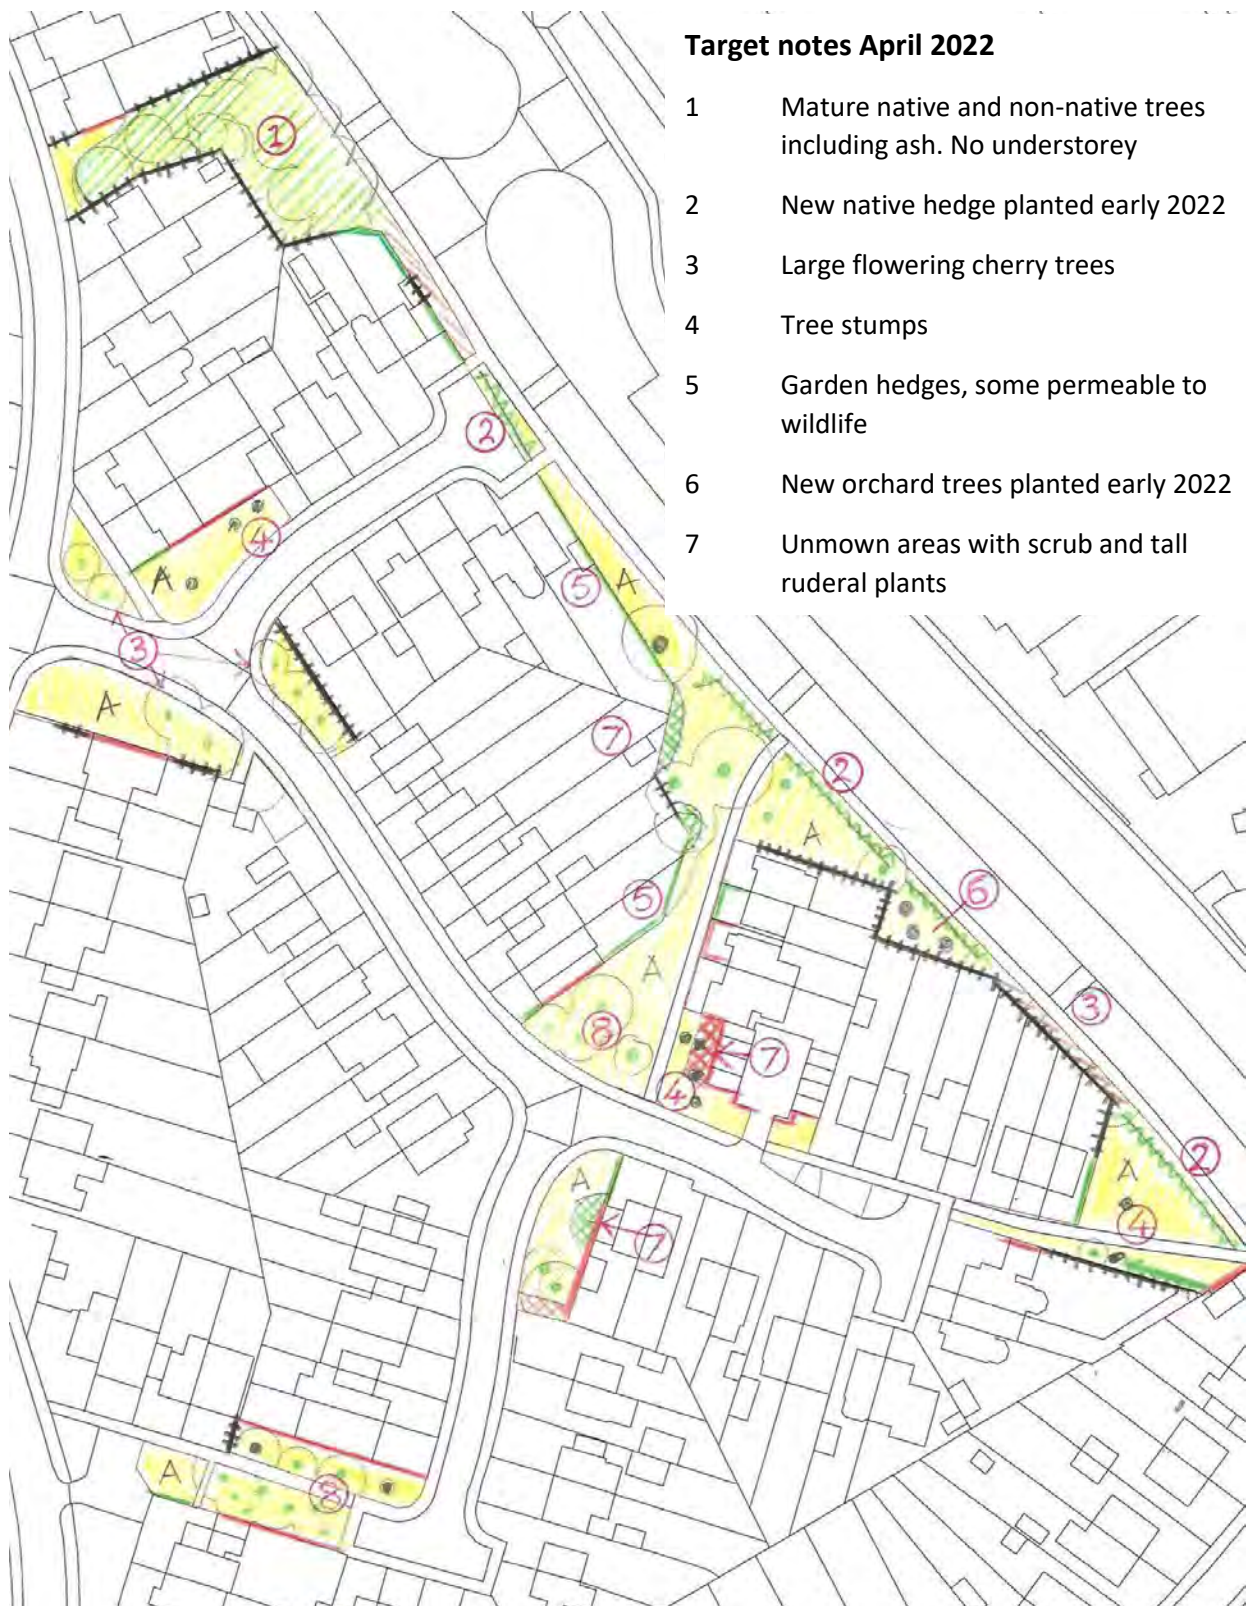 Target notes April 2022
1 Mature native and non-native trees
including ash. No understorey
2 New native hedge planted early 2022
3 Large flowering cherry trees
4 Tree stumps
5 Garden hedges, some permeable to
wildlife
6 New orchard trees planted early 2022
7 Unmown areas with scrub and tall
ruderal plants
1
2
4
A
5
A
3
A
7
2
A
6
5
A
3
8
7
4
2
A
A
4
7
A
8